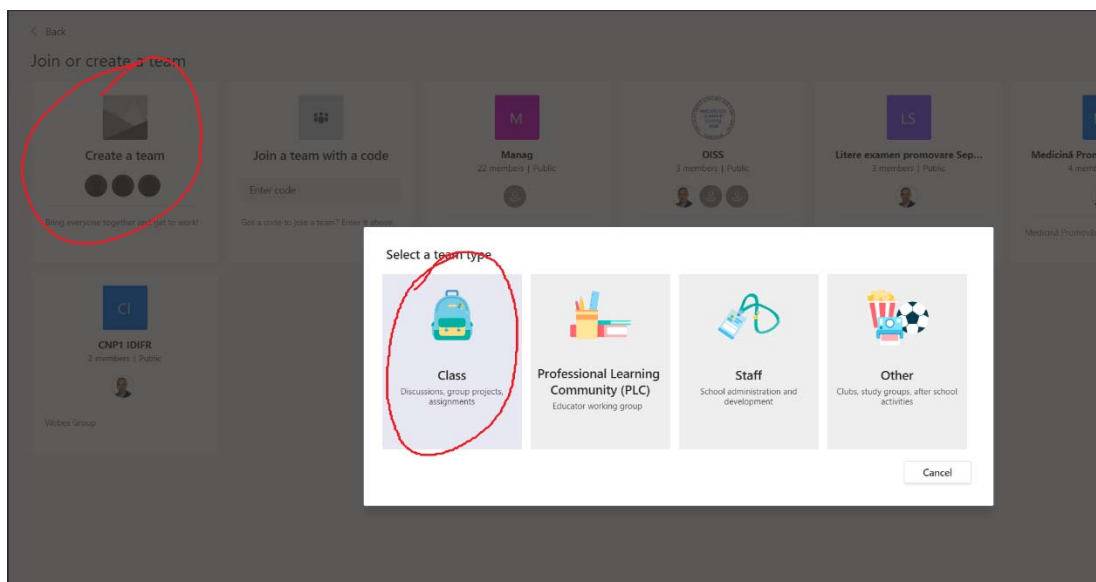 Back
Join or create a team
Create a team
Bring everyone together and get to work!
Join a team with a code
Enter code
Got a code to join a team? Enter it above.
M
Manag
22 members | Public
OISS
3 members | Public
LS
Litere examen promovare Sep...
3 members | Public
Medicină Pro
4 mem
Medicină Promov
CI
CNP1 IDIFR
2 members | Public
Webex Group
Select a team type
Class
Discussions, group projects,
assignments
Professional Learning
Community (PLC)
Educator working group
Staff
School administration and
development
Other
Clubs, study groups, after school
activities
Cancel